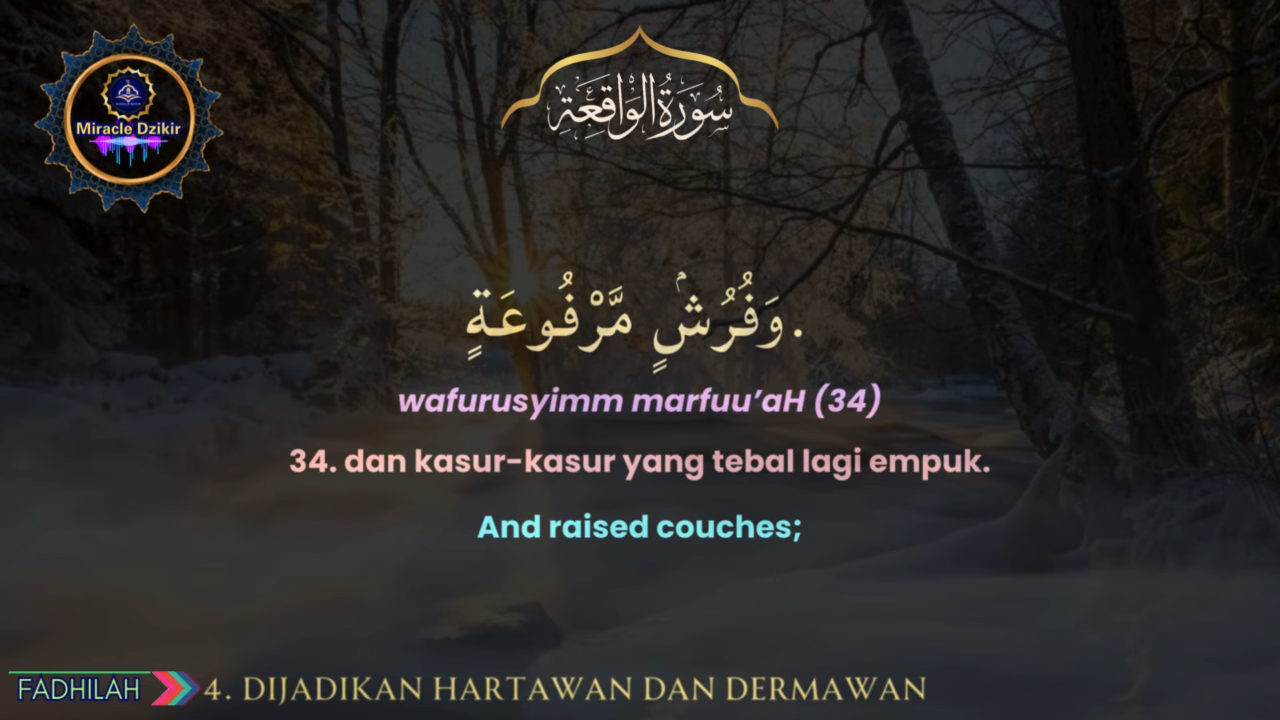 Miracle Dzikir
سُورَةُ الْوَاقِعَةِ
. وَفُرُشٍۢ مَّرْفُوعَةٍ
wafurusyimm marfuu'aH (34)
34. dan kasur-kasur yang tebal lagi empuk.
And raised couches;
FADHILAH 4. DIJADIKAN HARTAWAN DAN DERMAWAN